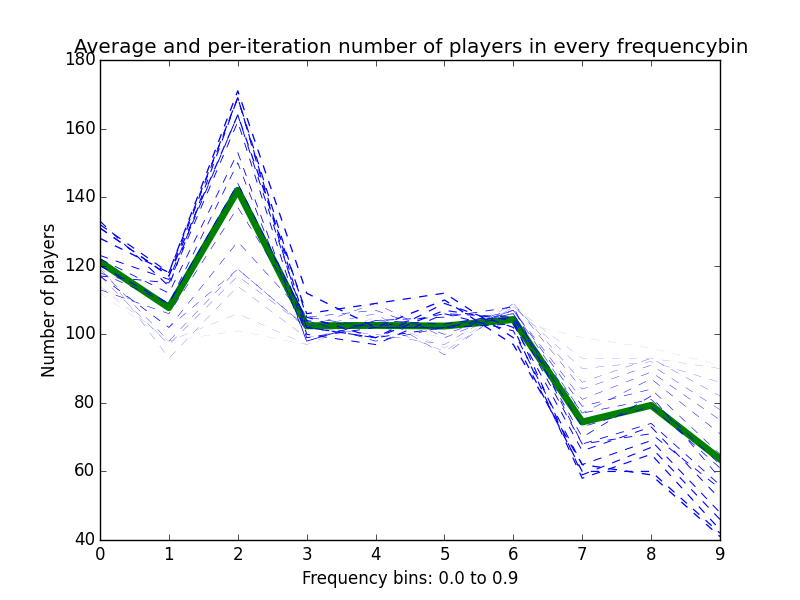 Average and per-iteration number of players in every frequencybin
180
160
140
120
100
80
60
40
Number of players
0 1 2 3 4 5 6 7 8 9
Frequency bins: 0.0 to 0.9